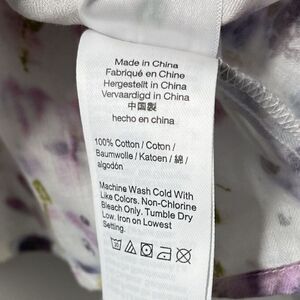 Made in China
Fabriqué en Chine
Hergestellt in China
Vervaardigd in China
中国製
hecho en china
100% Cotton / Coton /
Baumwolle / Katoen / 綿 /
algodón
Machine Wash Cold With
Like Colors. Non-Chlorine
Bleach Only. Tumble Dry
Low. Iron on Lowest
Setting.